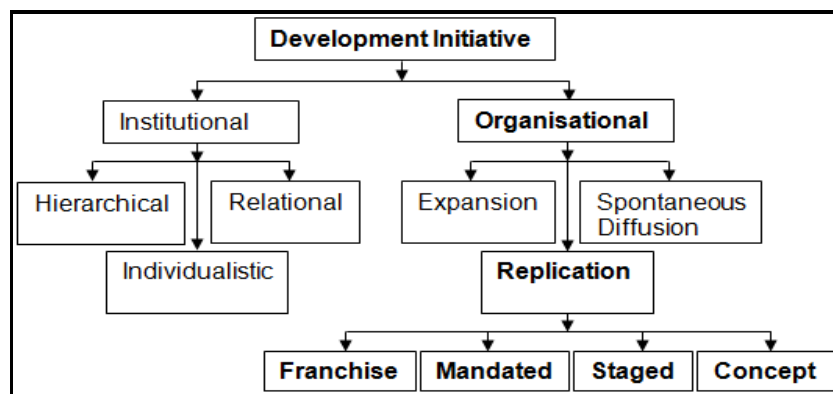 Development Initiative
Institutional
Organisational
Hierarchical
Relational
Expansion
Spontaneous
Diffusion
Individualistic
Replication
Franchise
Mandated
Staged
Concept